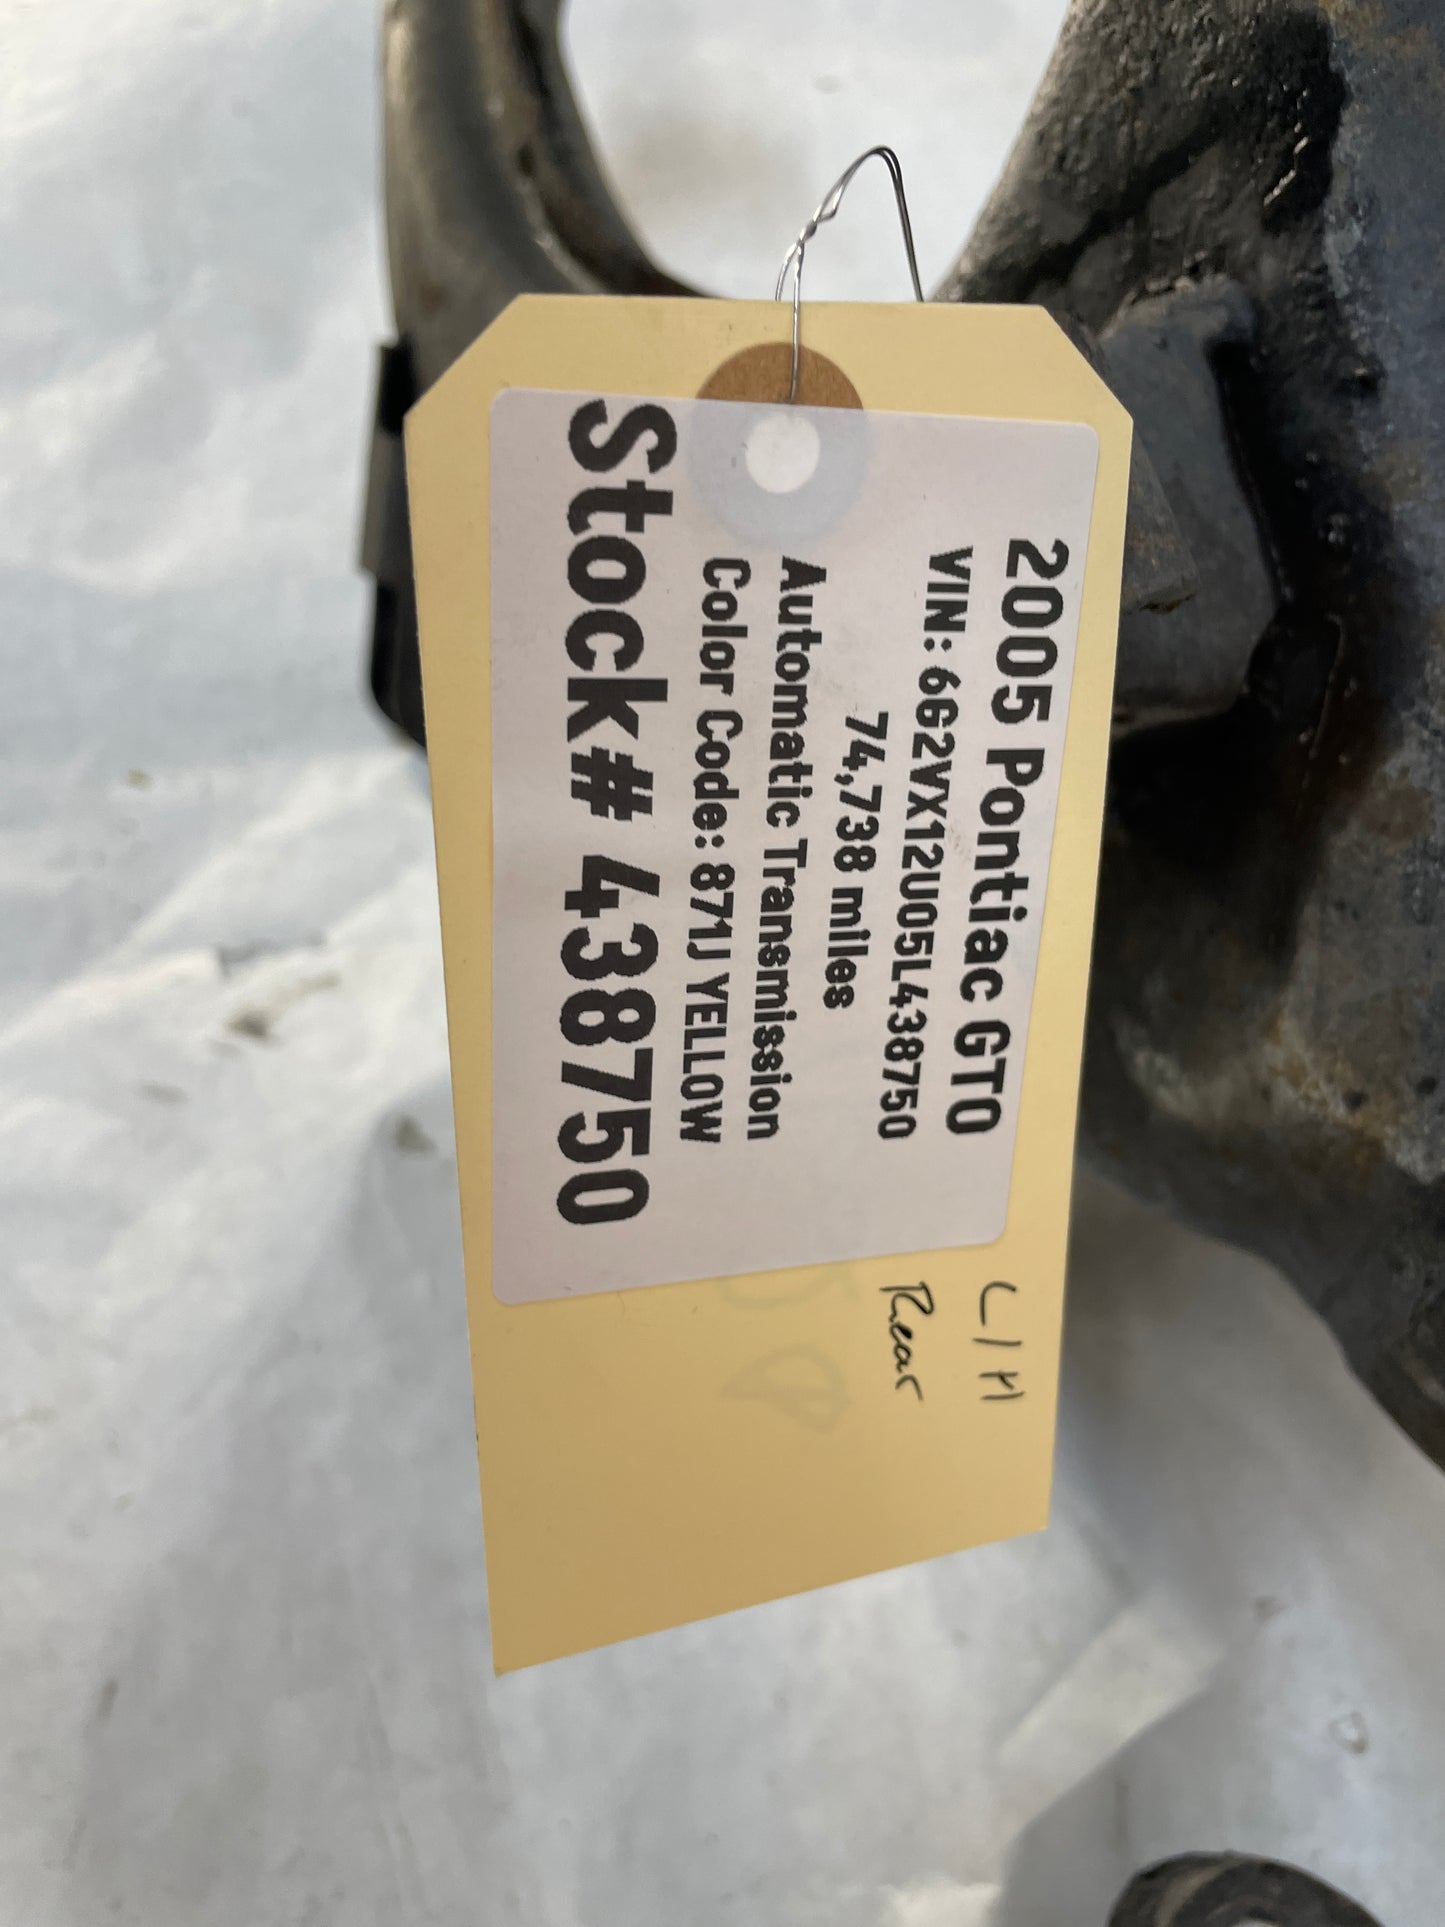 2005 Pontiac GTO
VIN: 6G2VX12U05L438750
74,738 miles
Automatic Transmission
Color Code: 871J YELLOW
Stock# 438750
L/H
Rear